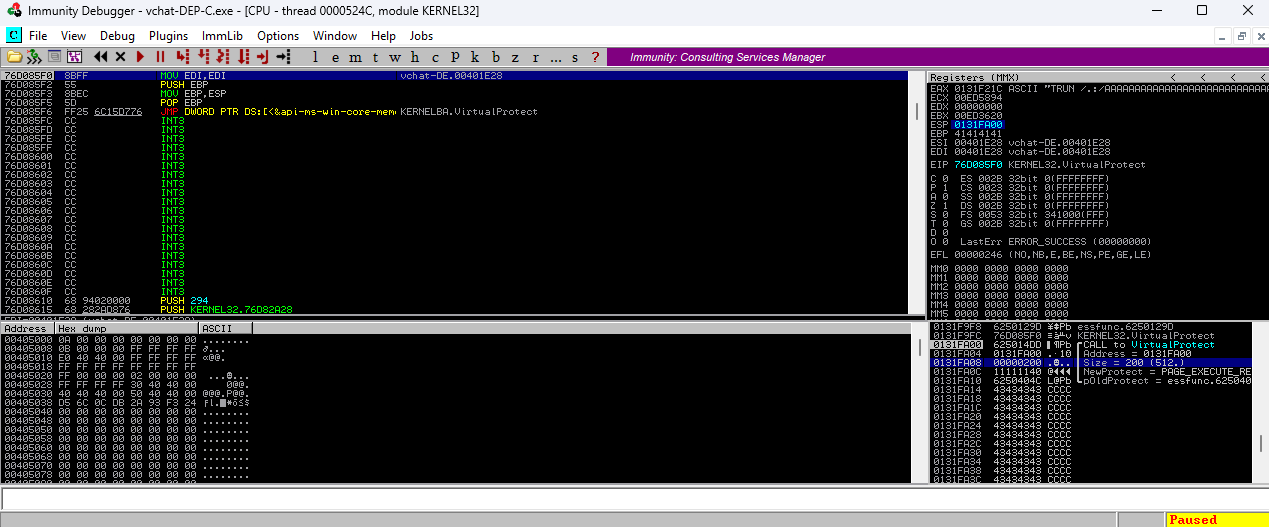 Immunity Debugger - vchat-DEP-C.exe - [CPU - thread 0000524C, module KERNEL32]
C File View Debug Plugins ImmLib Options Window Help Jobs
l e m t w h c p k b z r ... s ? Immunity: Consulting Services Manager
76D085F0 8BFF MOV EDI,EDI vchat-DE.00401E28
76D085F2 55 PUSH EBP
76D085F3 8BEC MOV EBP,ESP
76D085F5 5D POP EBP
76D085F6 FF25 6C15D776 JMP DWORD PTR DS:[<&api-ms-win-core-mem KERNELBA.VirtualProtect
76D085FC CC INT3
76D085FD CC INT3
76D085FE CC INT3
76D085FF CC INT3
76D08600 CC INT3
76D08601 CC INT3
76D08602 CC INT3
76D08603 CC INT3
76D08604 CC INT3
76D08605 CC INT3
76D08606 CC INT3
76D08607 CC INT3
76D08608 CC INT3
76D08609 CC INT3
76D0860A CC INT3
76D0860B CC INT3
76D0860C CC INT3
76D0860D CC INT3
76D0860E CC INT3
76D0860F CC INT3
76D08610 68 94020000 PUSH 294
76D08615 68 282AD876 PUSH KERNEL32.76D82A28
Registers (MMX) < < < <
EAX 0131F21C ASCII "TRUN /.:/AAAAAAAAAAAAAAAAAAAAAAAAAA
ECX 00ED5894
EDX 00000000
EBX 00ED3620
ESP 0131FA00
EBP 41414141
ESI 00401E28 vchat-DE.00401E28
EDI 00401E28 vchat-DE.00401E28
EIP 76D085F0 KERNEL32.VirtualProtect
C 0 ES 002B 32bit 0(FFFFFFFF)
P 1 CS 0023 32bit 0(FFFFFFFF)
A 0 SS 002B 32bit 0(FFFFFFFF)
Z 1 DS 002B 32bit 0(FFFFFFFF)
S 0 FS 0053 32bit 341000(FFF)
T 0 GS 002B 32bit 0(FFFFFFFF)
D 0
O 0 LastErr ERROR_SUCCESS (00000000)
EFL 00000246 (NO,NB,E,BE,NS,PE,GE,LE)
MM0 0000 0000 0000 0000
MM1 0000 0000 0000 0000
MM2 0000 0000 0000 0000
MM3 0000 0000 0000 0000
MM4 0000 0000 0000 0000
MM5 0000 0000 0000 0000
Address Hex dump ASCII
00405000 0A 00 00 00 00 00 00 00 ........
00405008 00 00 00 00 FF FF FF FF
00405010 E0 40 40 00 00 00 00 00
00405018 FF FF FF FF FF FF FF FF
00405020 FF 00 00 00 02 00 00 00
00405028 FF FF FF FF 30 40 40 00
00405030 40 40 40 00 50 40 40 00 @@@.P@@.
00405038 D5 6C 0C DB 2A 93 F3 24
00405040 00 00 00 00 00 00 00 00 ........
00405048 00 00 00 00 00 00 00 00 ........
00405050 00 00 00 00 00 00 00 00 ........
00405058 00 00 00 00 00 00 00 00 ........
00405060 00 00 00 00 00 00 00 00 ........
00405068 00 00 00 00 00 00 00 00 ........
00405070 00 00 00 00 00 00 00 00 ........
00405078 00 00 00 00 00 00 00 00 ........
0131F9F8 6250129D essfunc.6250129D
0131F9FC 76D085F0 KERNEL32.VirtualProtect
0131FA00 625014DD CALL to VirtualProtect
0131FA04 0131FA00 Address = 0131FA00
0131FA08 00000200 Size = 200 (512.)
0131FA0C 11111140 NewProtect = PAGE_EXECUTE_RE
0131FA10 6250404C L@Pb pOldProtect = essfunc.625040
0131FA14 43434343 CCCC
0131FA18 43434343 CCCC
0131FA1C 43434343 CCCC
0131FA20 43434343 CCCC
0131FA24 43434343 CCCC
0131FA28 43434343 CCCC
0131FA2C 43434343 CCCC
0131FA30 43434343 CCCC
0131FA34 43434343 CCCC
0131FA38 43434343 CCCC
0131FA3C 43434343 CCCC
Paused